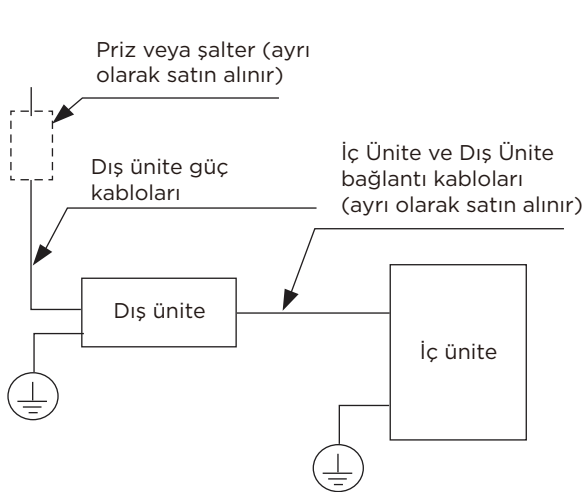 Priz veya şalter (ayrı
olarak satın alınır)
Dış ünite güç
kabloları
İç Ünite ve Dış Ünite
bağlantı kabloları
(ayrı olarak satın alınır)
Dış ünite
İç ünite